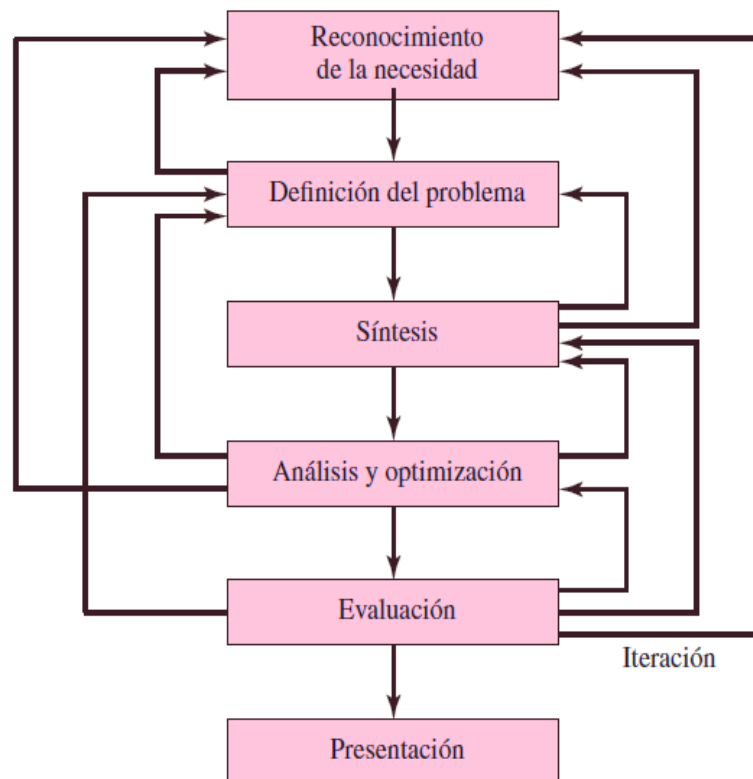 Reconocimiento
de la necesidad
Definición del problema
Síntesis
Análisis y optimización
Evaluación
Iteración
Presentación